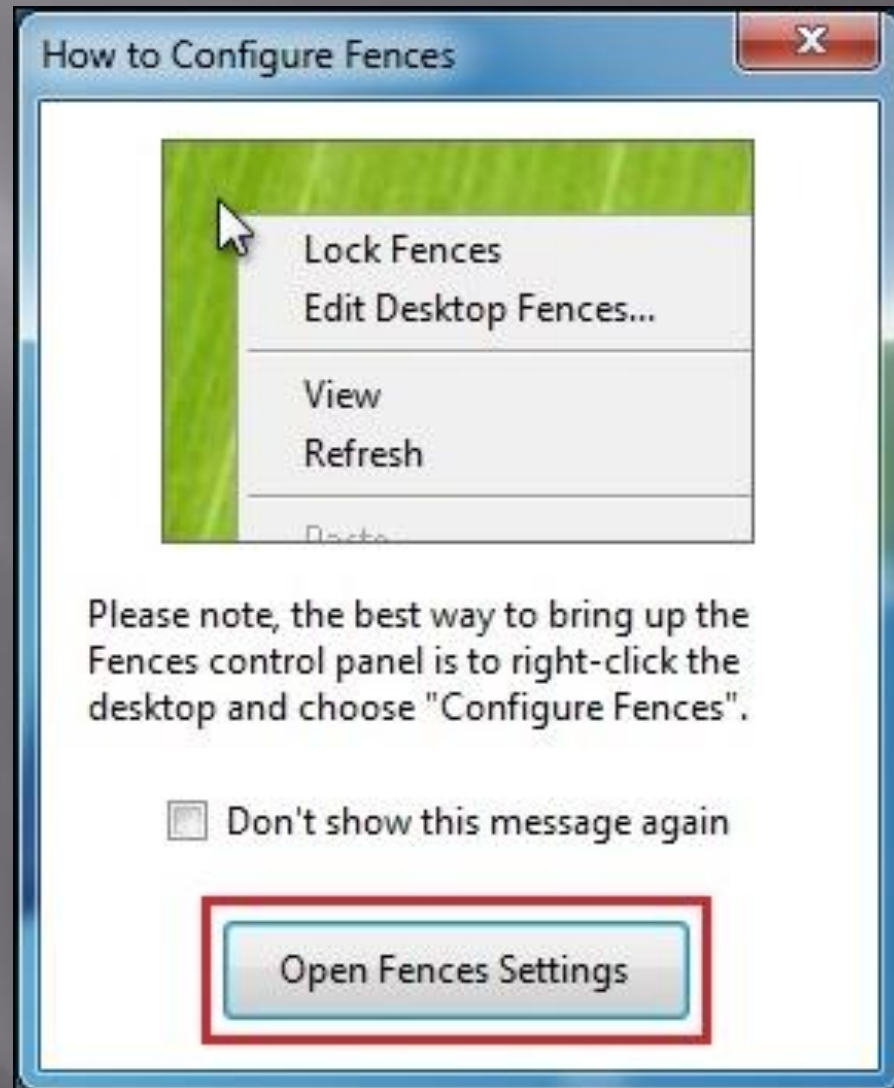 How to Configure Fences
Lock Fences
Edit Desktop Fences...
View
Refresh
Paste
Please note, the best way to bring up the
Fences control panel is to right-click the
desktop and choose "Configure Fences".
Don't show this message again
Open Fences Settings